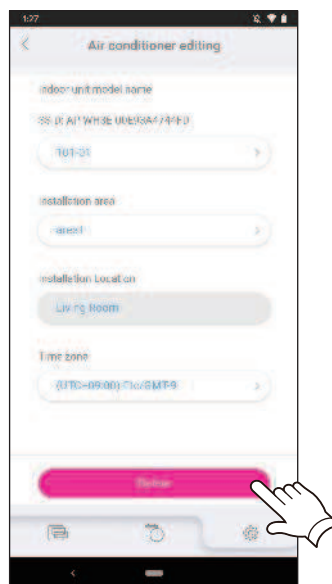 1:27
Air conditioner editing
Indoor unit model name
101-01
Installation area
area1
Installation Location
Living Room
Time zone
Delete